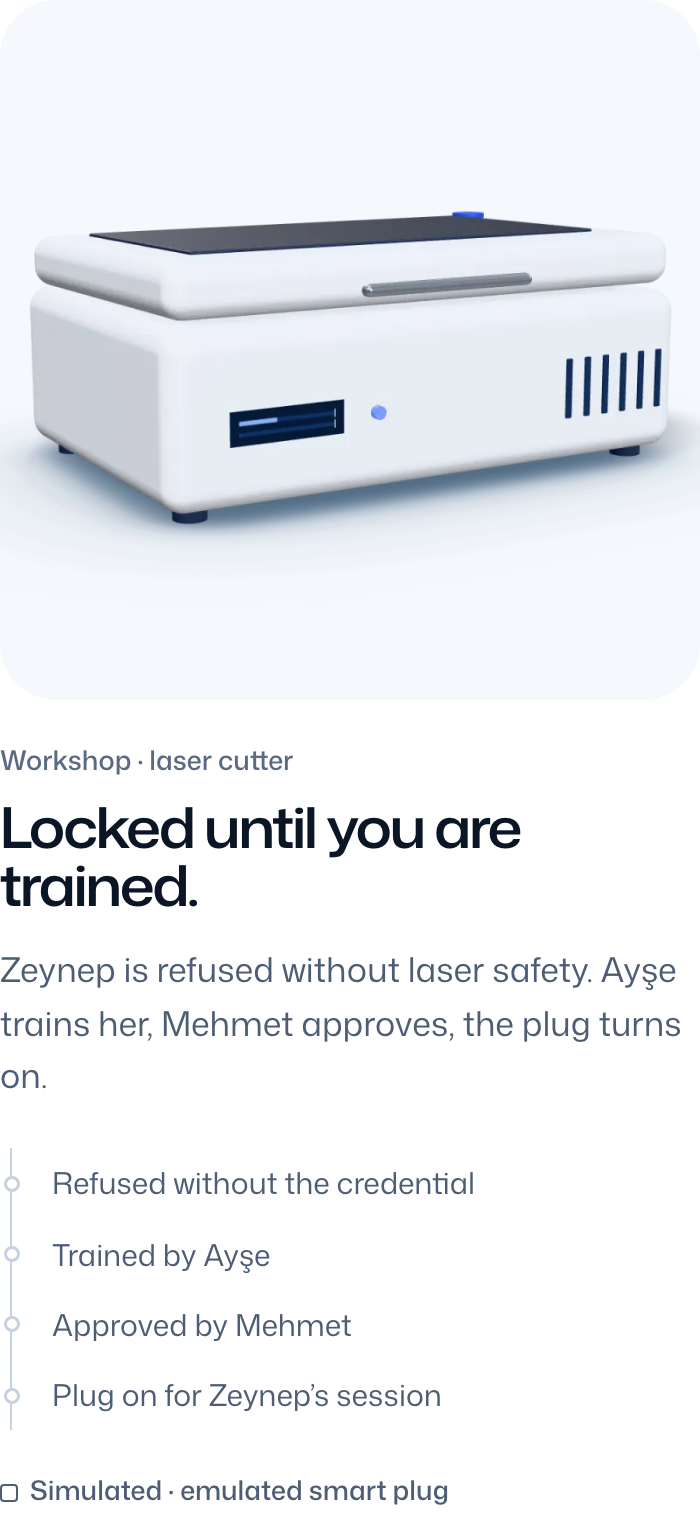 Workshop · laser cutter
Locked until you are
trained.
Zeynep is refused without laser safety. Ayşe
trains her, Mehmet approves, the plug turns
on.
Refused without the credential
Trained by Ayşe
Approved by Mehmet
Plug on for Zeynep’s session
Simulated · emulated smart plug